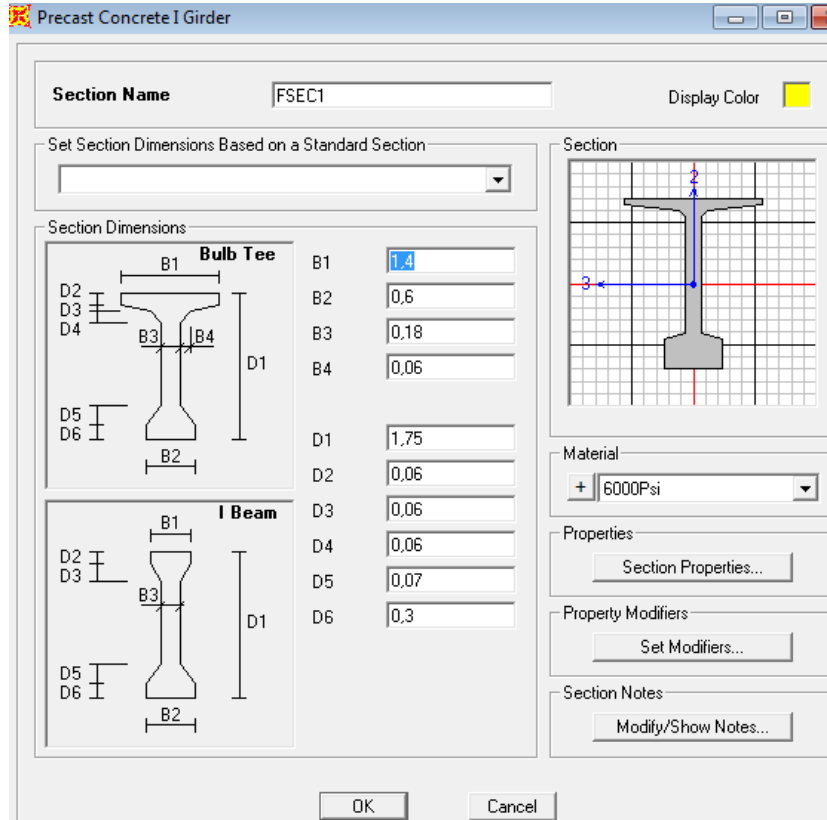 Precast Concrete I Girder
Section Name FSEC1 Display Color
Set Section Dimensions Based on a Standard Section
Section Dimensions
Bulb Tee
B1
D2
D3
D4
B3 B4
D1
D5
D6
B2
I Beam
B1
D2
D3
B3
D1
D5
D6
B2
B1 1,4
B2 0,6
B3 0,18
B4 0,06
D1 1,75
D2 0,06
D3 0,06
D4 0,06
D5 0,07
D6 0,3
Section
2
3
Material
+ 6000Psi
Properties
Section Properties...
Property Modifiers
Set Modifiers...
Section Notes
Modify/Show Notes...
OK Cancel